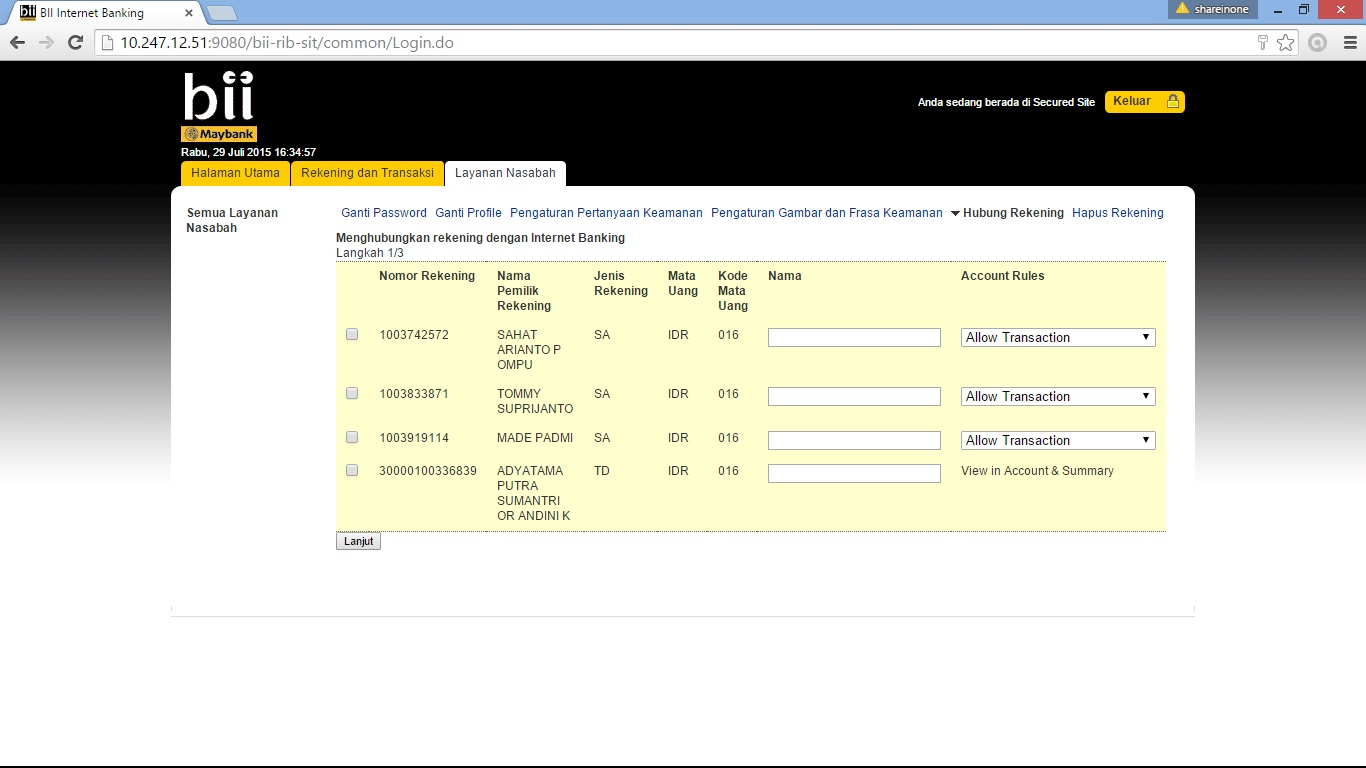 BII Internet Banking
shareinone
10.247.12.51:9080/bii-rib-sit/common/Login.do
bii
Maybank
Anda sedang berada di Secured Site
Keluar
Rabu, 29 Juli 2015 16:34:57
Halaman Utama Rekening dan Transaksi Layanan Nasabah
Semua Layanan
Nasabah
Ganti Password Ganti Profile Pengaturan Pertanyaan Keamanan Pengaturan Gambar dan Frasa Keamanan Hubung Rekening Hapus Rekening
Menghubungkan rekening dengan Internet Banking
Langkah 1/3
Nomor Rekening
Nama
Pemilik
Rekening
Jenis
Rekening
Mata
Uang
Kode
Mata
Uang
Nama
Account Rules
1003742572
SAHAT
ARIANTO P
OMPU
SA
IDR
016
Allow Transaction
1003833871
TOMMY
SUPRIJANTO
SA
IDR
016
Allow Transaction
1003919114
MADE PADMI
SA
IDR
016
Allow Transaction
30000100336839
ADYATAMA
PUTRA
SUMANTRI
OR ANDINI K
TD
IDR
016
View in Account & Summary
Lanjut